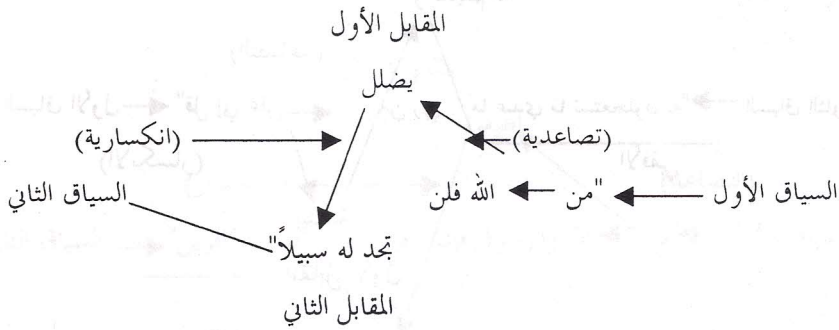 المقابل الأول
يضلل
(تصاعدية) (انكسارية)
السياق الأول "من الله فلن السياق الثاني
تجد له سبيلاً"
المقابل الثاني